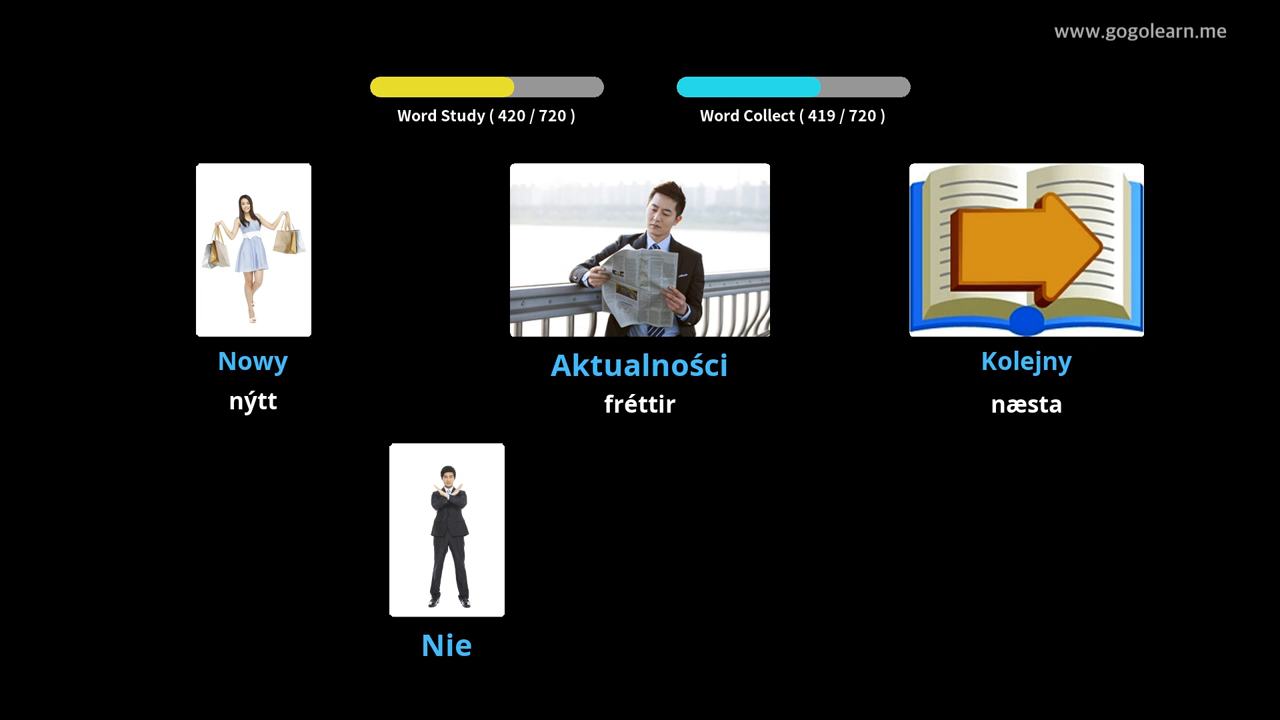 www.gogolearn.me
Word Study ( 420 / 720 )
Word Collect ( 419 / 720 )
Nowy
Aktualności
Kolejny
nýtt
fréttir
næsta
Nie